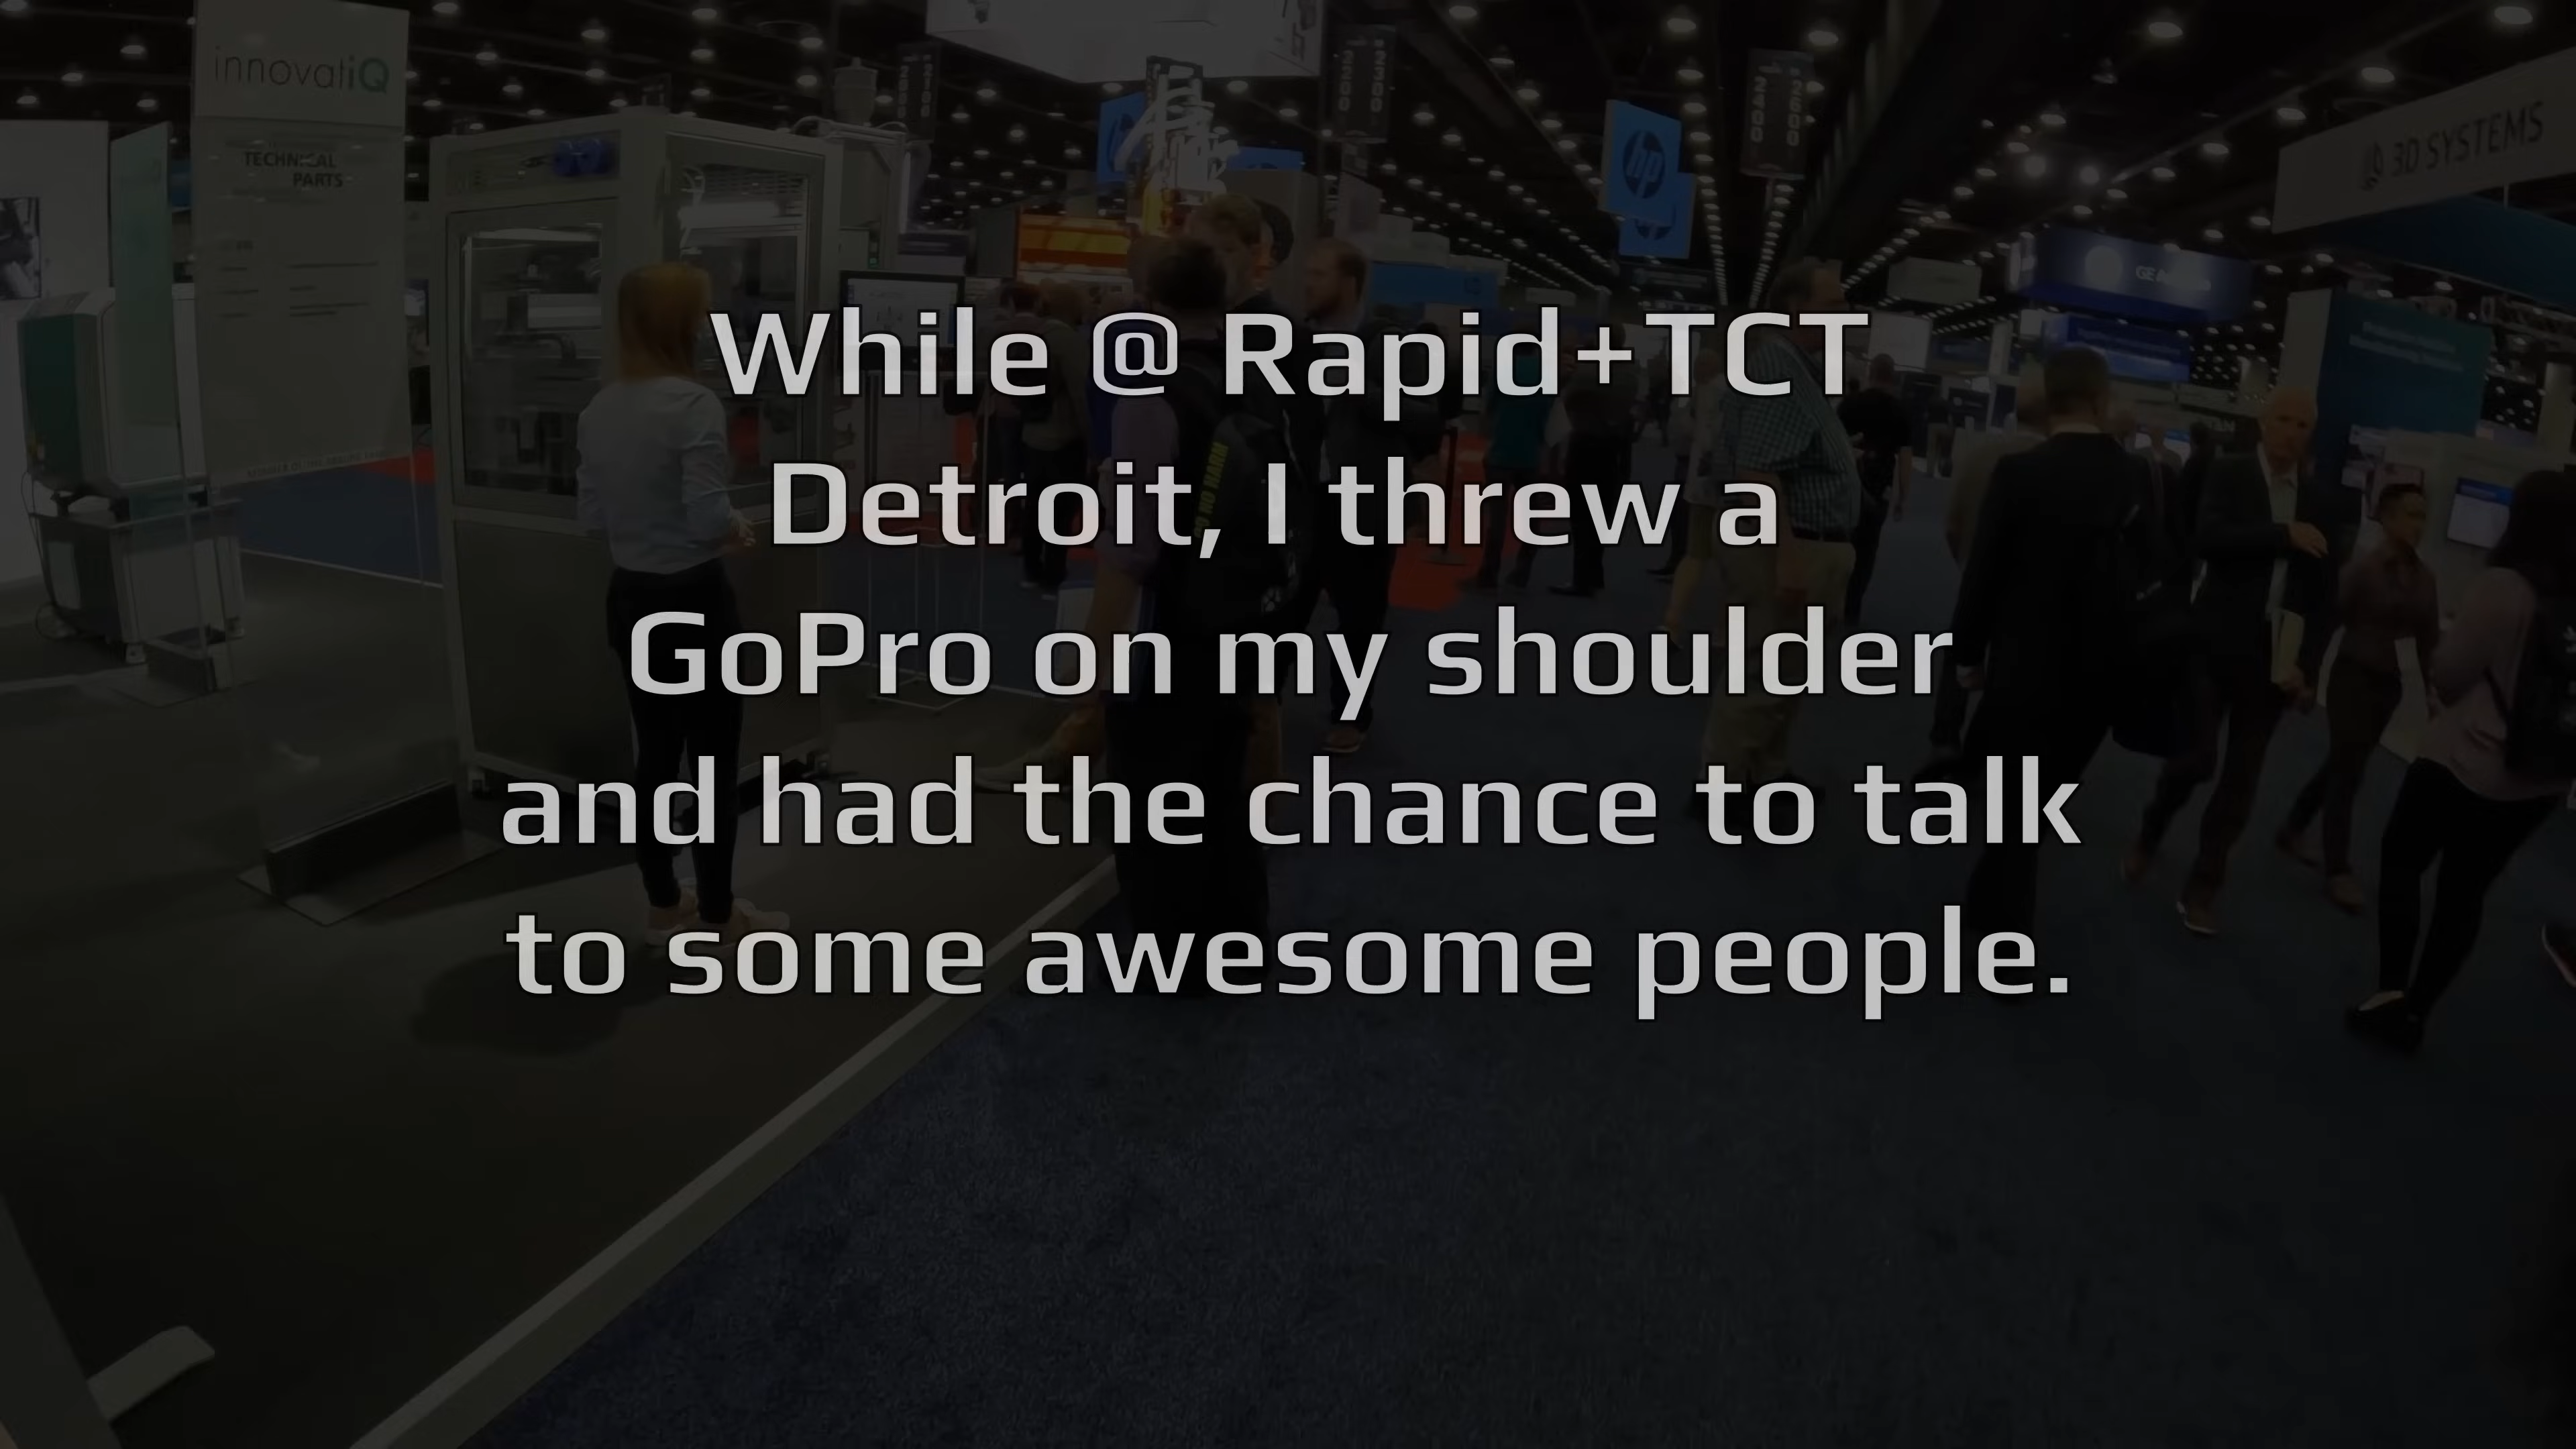 innovatiQ
TECHNICAL
PARTS
hp
3D SYSTEMS
While @ Rapid+TCT
Detroit, I threw a
GoPro on my shoulder
and had the chance to talk
to some awesome people.